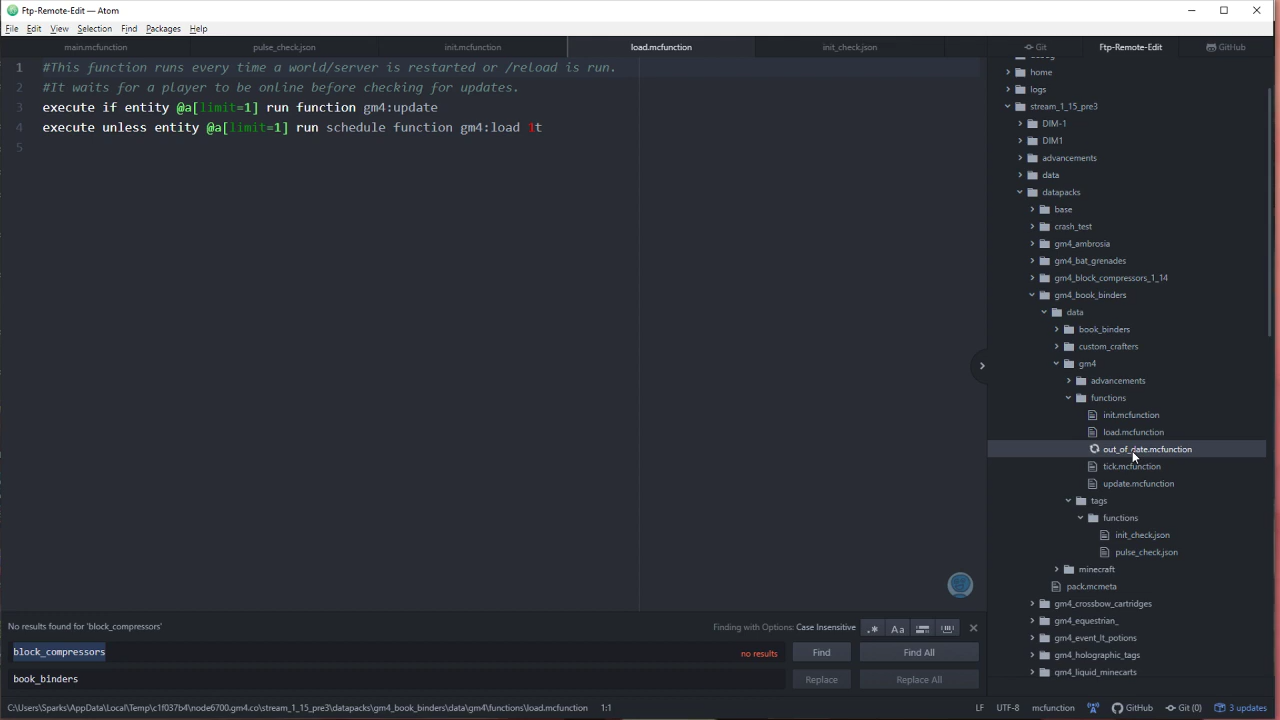 Ftp-Remote-Edit — Atom
File Edit View Selection Find Packages Help
main.mcfunction pulse_check.json init.mcfunction load.mcfunction init_check.json Git Ftp-Remote-Edit GitHub
1 #This function runs every time a world/server is restarted or /reload is run.
2 #It waits for a player to be online before checking for updates.
3 execute if entity @a[limit=1] run function gm4:update
4 execute unless entity @a[limit=1] run schedule function gm4:load 1t
5
home
logs
stream_1_15_pre3
DIM-1
DIM1
advancements
data
datapacks
base
crash_test
gm4_ambrosia
gm4_bat_grenades
gm4_block_compressors_1_14
gm4_book_binders
data
book_binders
custom_crafters
gm4
advancements
functions
init.mcfunction
load.mcfunction
out_of_date.mcfunction
tick.mcfunction
update.mcfunction
tags
functions
init_check.json
pulse_check.json
minecraft
pack.mcmeta
gm4_crossbow_cartridges
gm4_equestrian_
gm4_event_lt_potions
gm4_holographic_tags
gm4_liquid_minecarts
No results found for 'block_compressors' Finding with Options: Case Insensitive .* Aa
block_compressors no results Find Find All
book_binders Replace Replace All
C:\Users\Sparks\AppData\Local\Temp\c1f037b4\node6700.gm4.co\stream_1_15_pre3\datapacks\gm4_book_binders\data\gm4\functions\load.mcfunction 1:1 LF UTF-8 mcfunction GitHub Git (0) 3 updates